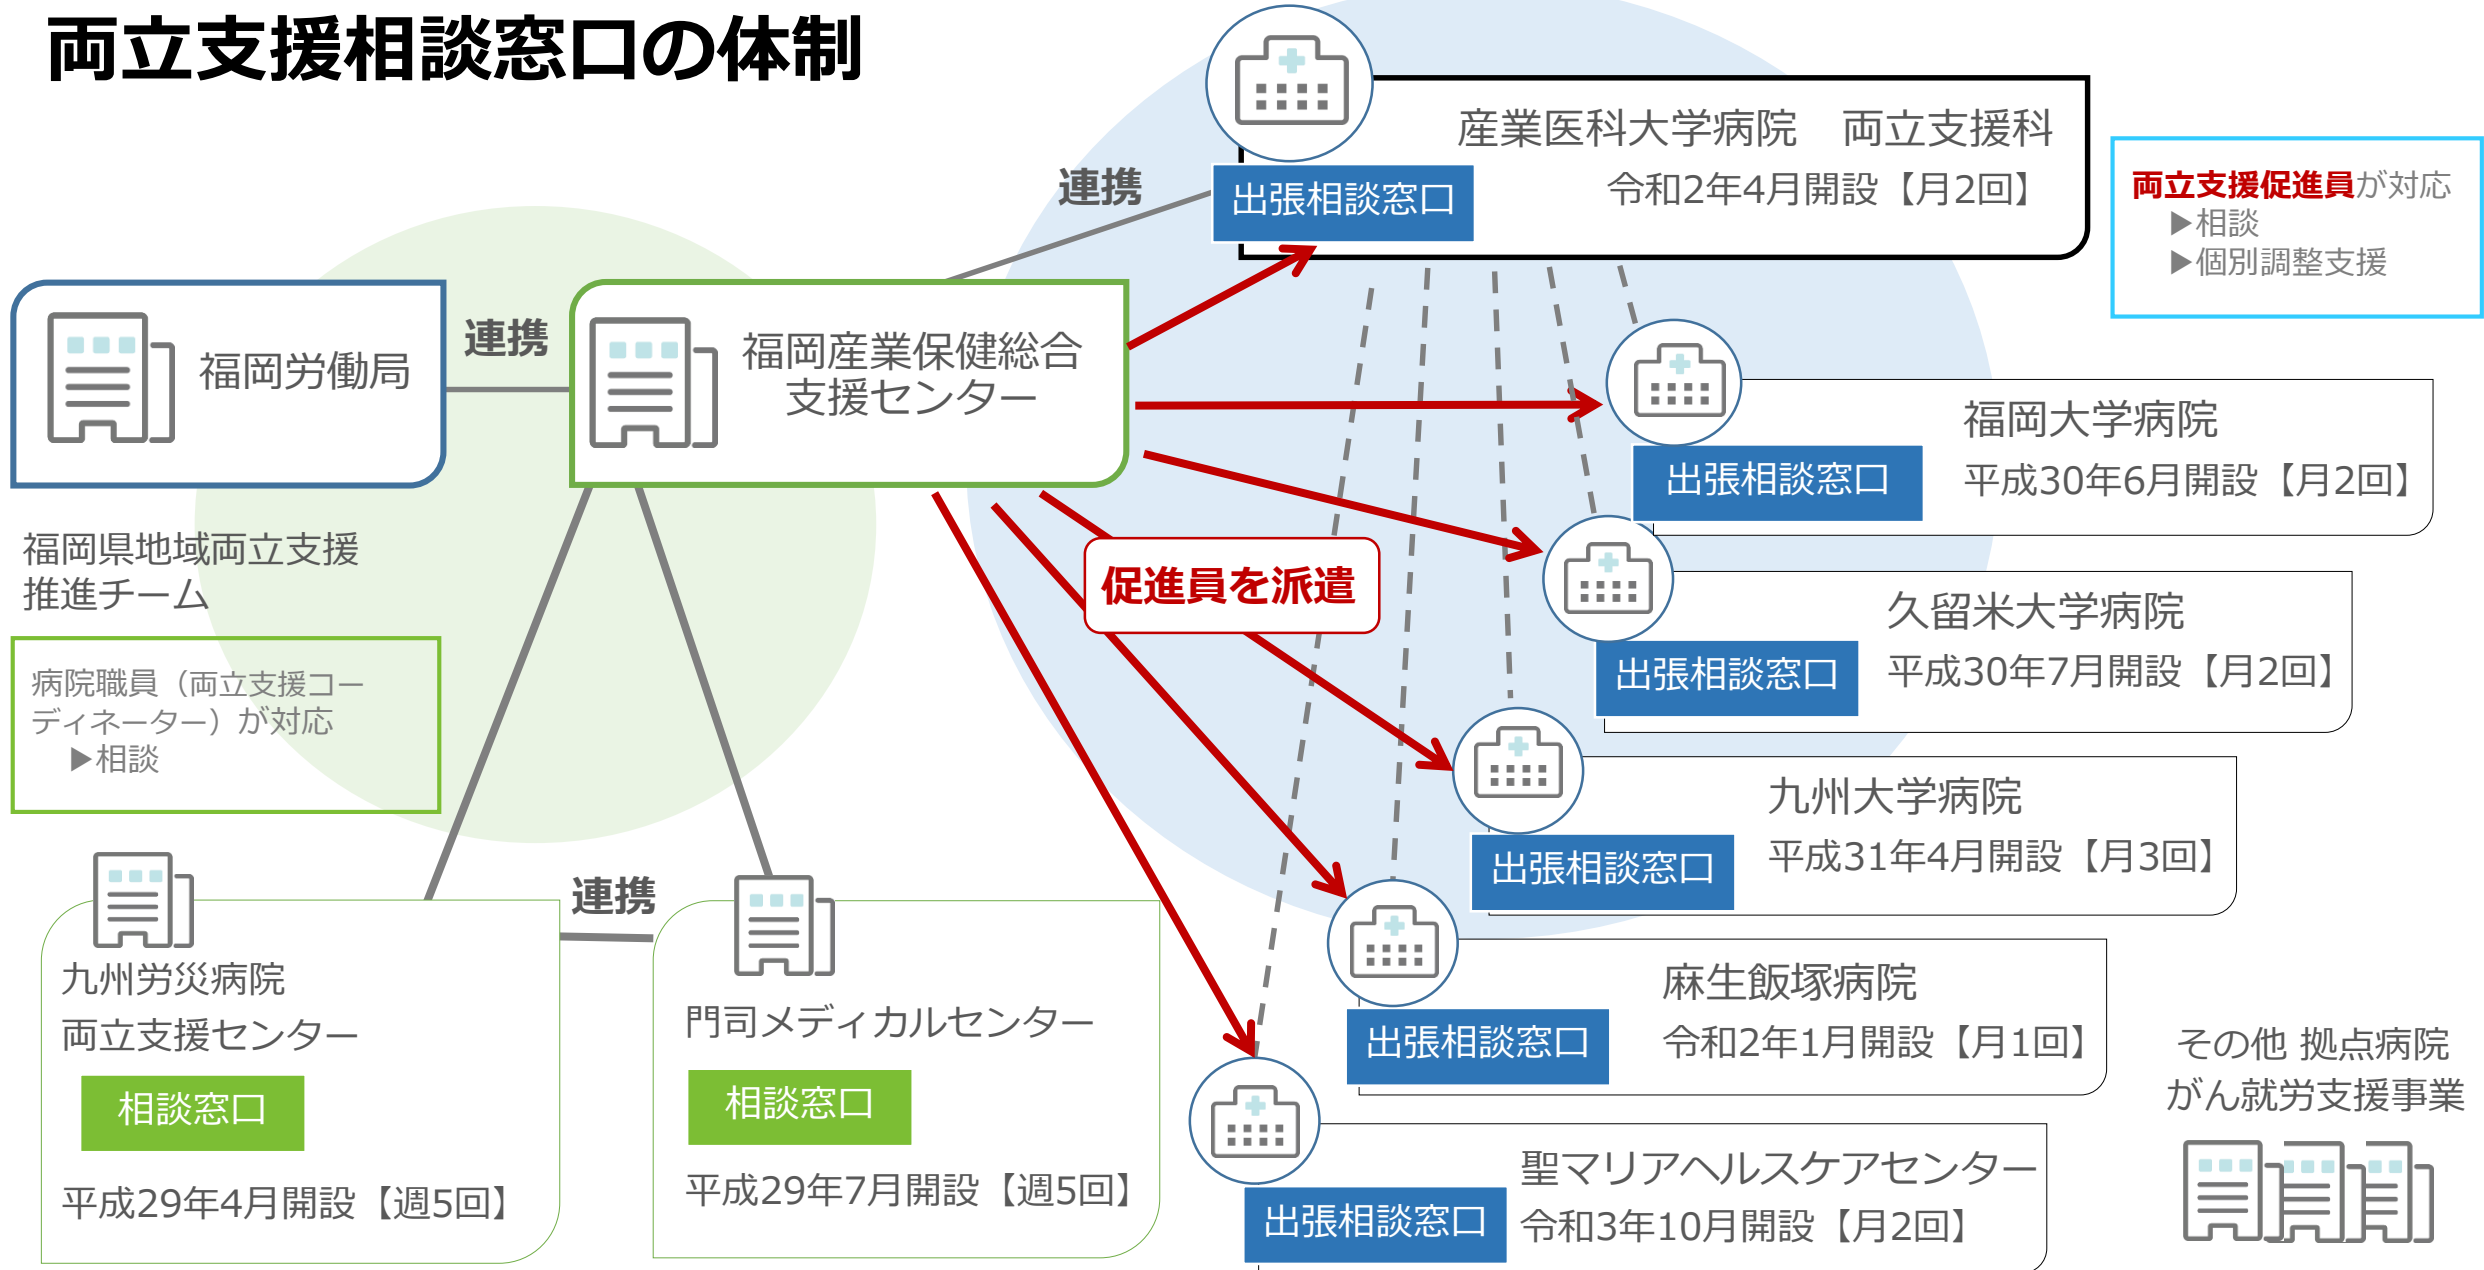 両立支援相談窓口の体制
産業医科大学病院　両立支援科
令和2年4月開設【月2回】
出張相談窓口
連携
両立支援促進員が対応
▶相談
▶個別調整支援
福岡労働局
連携
福岡産業保健総合
支援センター
福岡大学病院
平成30年6月開設【月2回】
出張相談窓口
福岡県地域両立支援
推進チーム
促進員を派遣
久留米大学病院
平成30年7月開設【月2回】
出張相談窓口
病院職員（両立支援コー
ディネーター）が対応
▶相談
九州大学病院
平成31年4月開設【月3回】
出張相談窓口
連携
九州労災病院
両立支援センター
相談窓口
平成29年4月開設【週5回】
門司メディカルセンター
相談窓口
平成29年7月開設【週5回】
麻生飯塚病院
令和2年1月開設【月1回】
出張相談窓口
聖マリアヘルスケアセンター
令和3年10月開設【月2回】
出張相談窓口
その他 拠点病院
がん就労支援事業